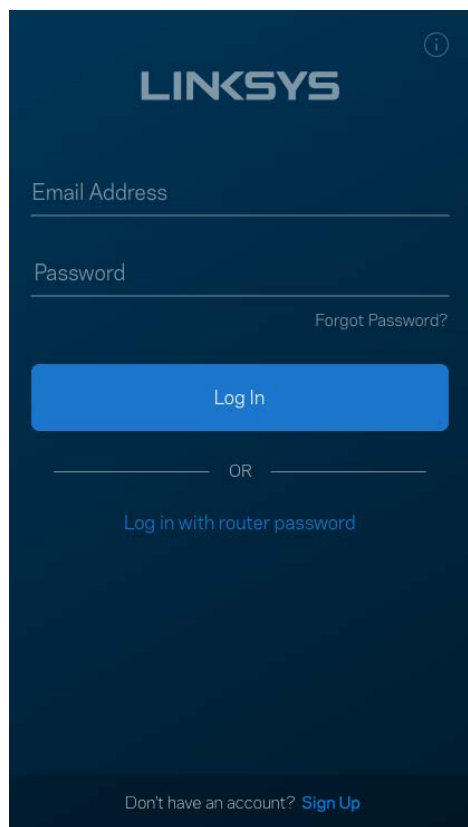 LINKSYS
Email Address
Password
Forgot Password?
Log In
OR
Log in with router password
Don't have an account? Sign Up